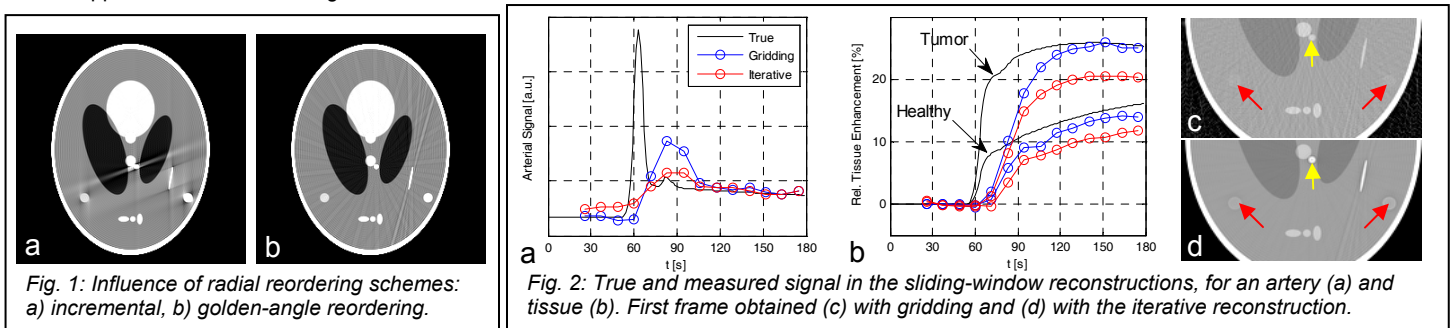 a
b
Fig. 1: Influence of radial reordering schemes:
a) incremental, b) golden-angle reordering.
True
Gridding
Iterative
Arterial Signal [a.u.]
0 30 60 90 120 150 180
t [s]
a
Tumor
Healthy
Rel. Tissue Enhancement [%]
20
10
0
0 30 60 90 120 150 180
t [s]
b
c
d
Fig. 2: True and measured signal in the sliding-window reconstructions, for an artery (a) and
tissue (b). First frame obtained (c) with gridding and (d) with the iterative reconstruction.